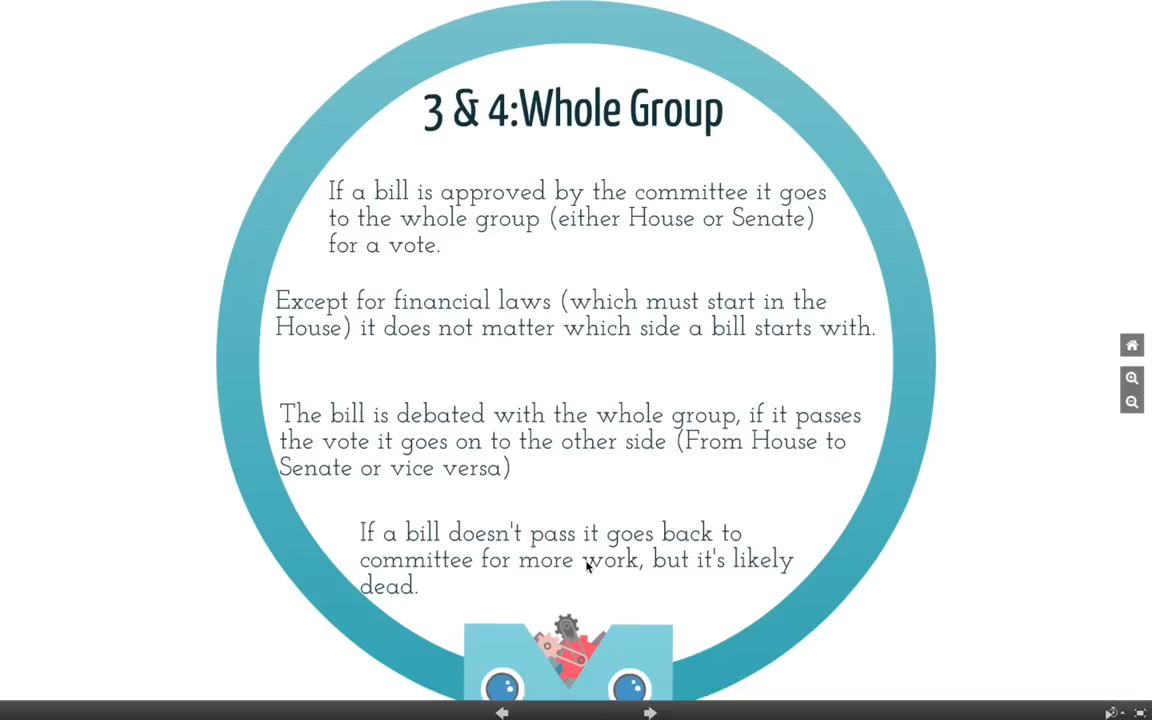 3 & 4:Whole Group
If a bill is approved by the committee it goes
to the whole group (either House or Senate)
for a vote.
Except for financial laws (which must start in the
House) it does not matter which side a bill starts with.
The bill is debated with the whole group, if it passes
the vote it goes on to the other side (From House to
Senate or vice versa)
If a bill doesn't pass it goes back to
committee for more work, but it's likely
dead.